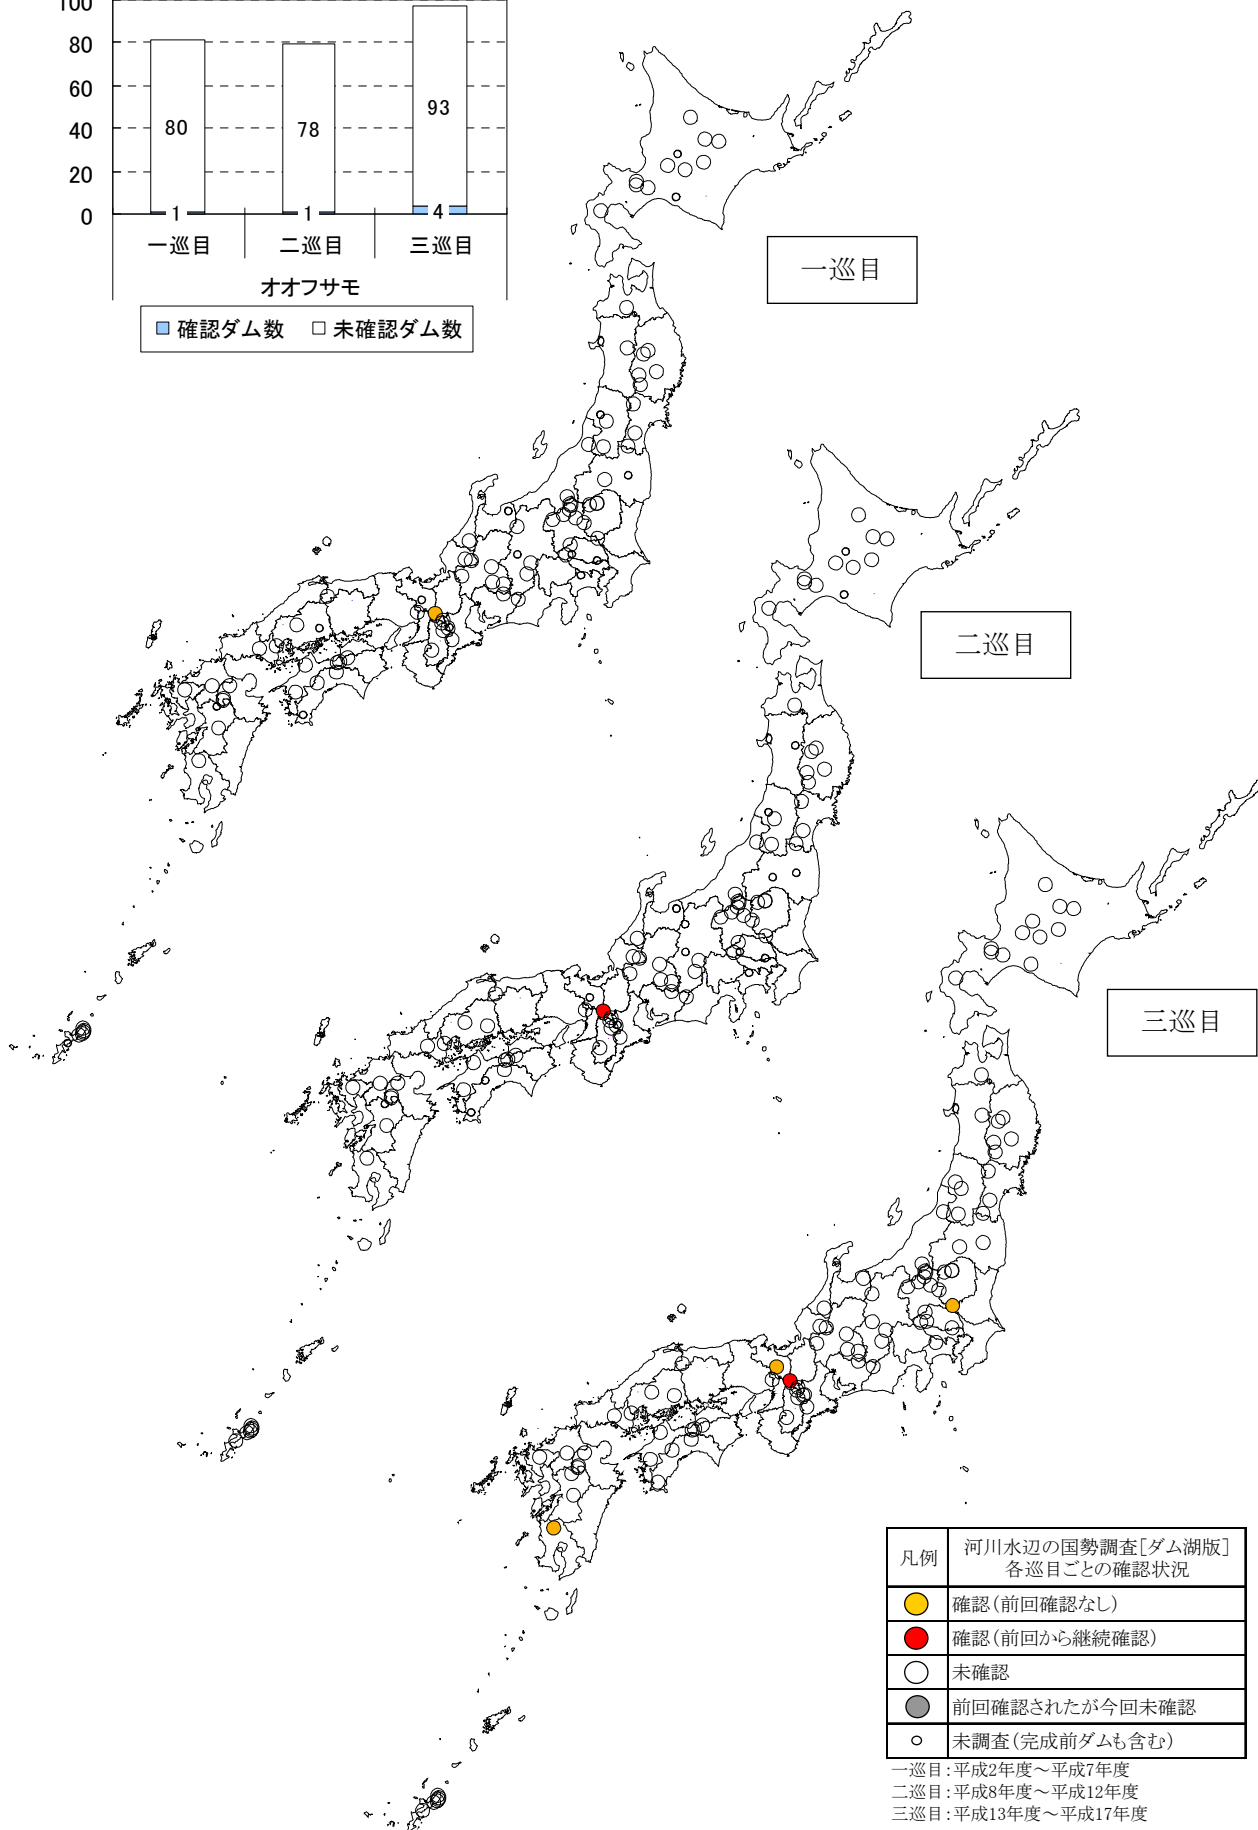 100
80
60
40
20
0
80
78
93
1
1
4
一巡目
二巡目
三巡目
オオフサモ
確認ダム数 未確認ダム数
一巡目
二巡目
三巡目
凡例
河川水辺の国勢調査[ダム湖版]
各巡目ごとの確認状況
確認(前回確認なし)
確認(前回から継続確認)
未確認
前回確認されたが今回未確認
未調査(完成前ダムも含む)
一巡目:平成2年度~平成7年度
二巡目:平成8年度~平成12年度
三巡目:平成13年度~平成17年度